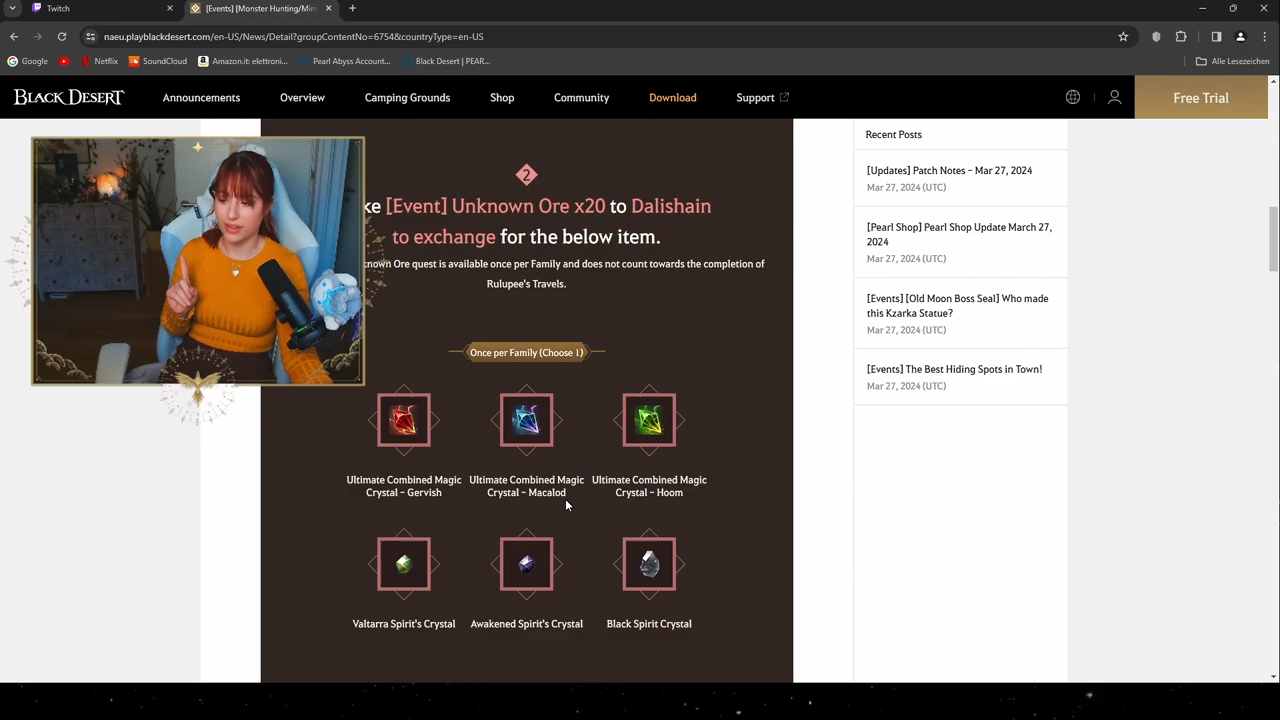 Twitch
[Events] [Monster Hunting/Min
naeu.playblackdesert.com/en-US/News/Detail?groupContentNo=6754&countryType=en-US
Google
Netflix
SoundCloud
Amazon.it: elettroni...
Pearl Abyss Account...
Black Desert | PEAR...
Alle Lesezeichen
BLACK DESERT
Announcements
Overview
Camping Grounds
Shop
Community
Download
Support
Free Trial
2
ke [Event] Unknown Ore x20 to Dalishain
to exchange for the below item.
known Ore quest is available once per Family and does not count towards the completion of
Rulupee's Travels.
Once per Family (Choose 1)
Ultimate Combined Magic
Crystal - Gervish
Ultimate Combined Magic
Crystal - Macalod
Ultimate Combined Magic
Crystal - Hoom
Valtarra Spirit's Crystal
Awakened Spirit's Crystal
Black Spirit Crystal
Recent Posts
[Updates] Patch Notes – Mar 27, 2024
Mar 27, 2024 (UTC)
[Pearl Shop] Pearl Shop Update March 27,
2024
Mar 27, 2024 (UTC)
[Events] [Old Moon Boss Seal] Who made
this Kzarka Statue?
Mar 27, 2024 (UTC)
[Events] The Best Hiding Spots in Town!
Mar 27, 2024 (UTC)